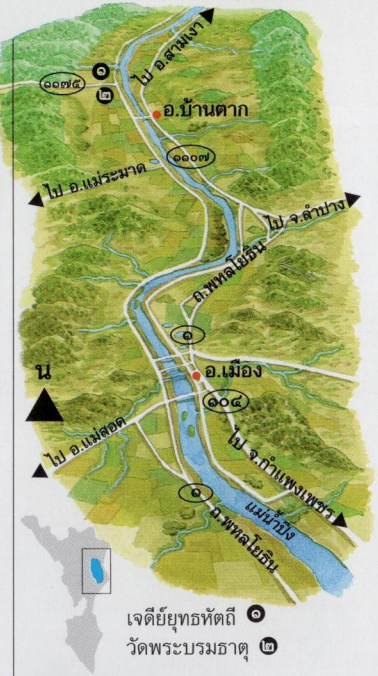 ไป อ.สามเงา
๑๑๗๕
๑
๒
อ.บ้านตาก
๑๑๐๗
ไป อ.แม่ระมาด
ไป จ.ลำปาง
ถ.พหลโยธิน
๑
น
อ.เมือง
๑๐๔
ไป อ.แม่สอด
ไป จ.กำแพงเพชร
๑
แม่น้ำปิง
ถ.พหลโยธิน
เจดีย์ยุทธหัตถี ๑
วัดพระบรมธาตุ ๒